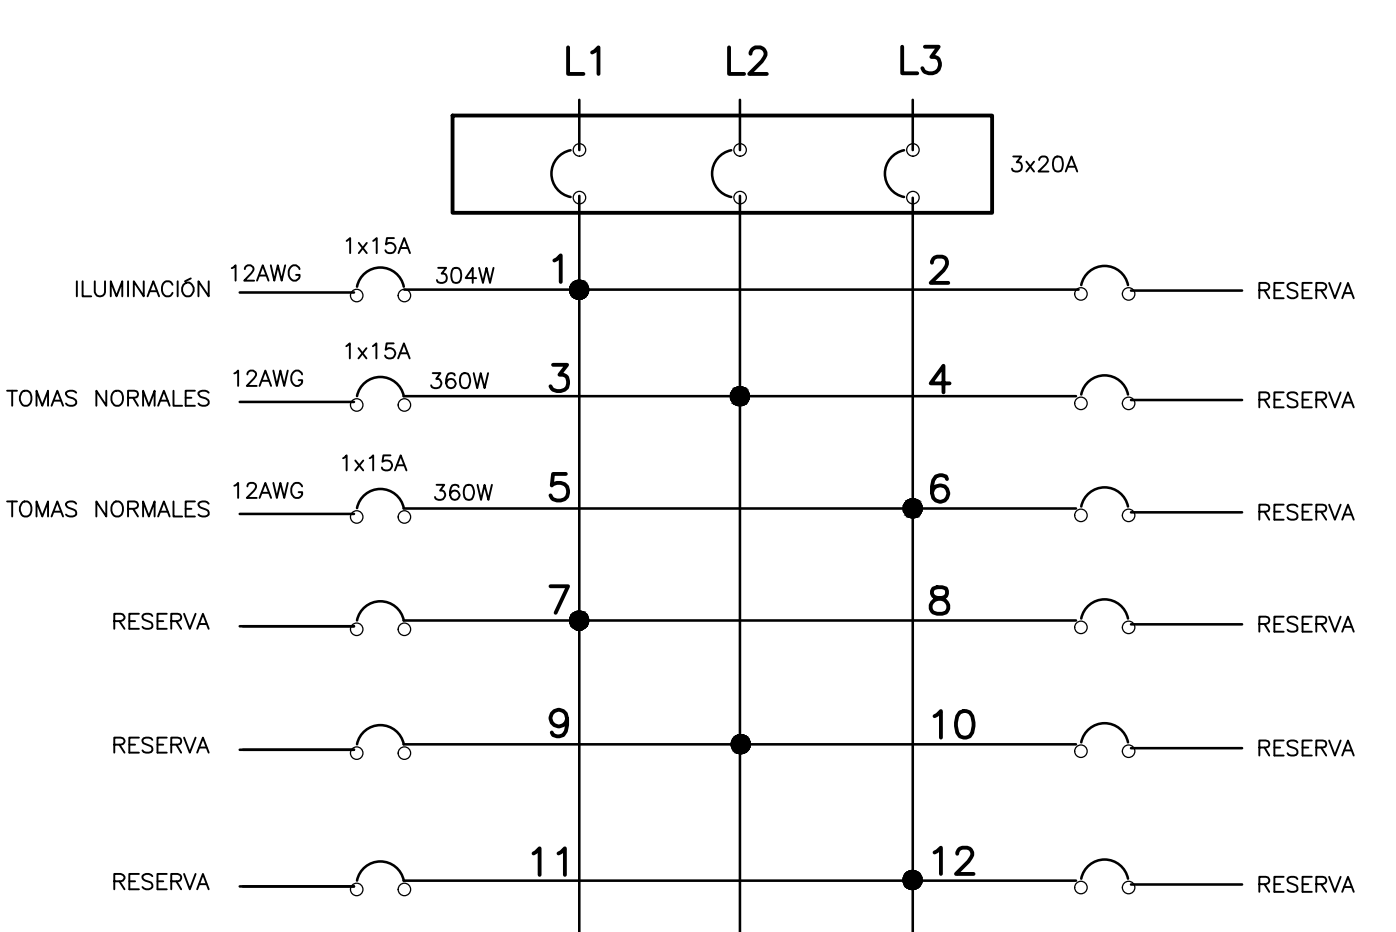 L1 L2 L3
3x20A
1x15A
ILUMINACIÓN 12AWG 304W 1 2 RESERVA
1x15A
TOMAS NORMALES 12AWG 360W 3 4 RESERVA
1x15A
TOMAS NORMALES 12AWG 360W 5 6 RESERVA
RESERVA 7 8 RESERVA
RESERVA 9 10 RESERVA
RESERVA 11 12 RESERVA